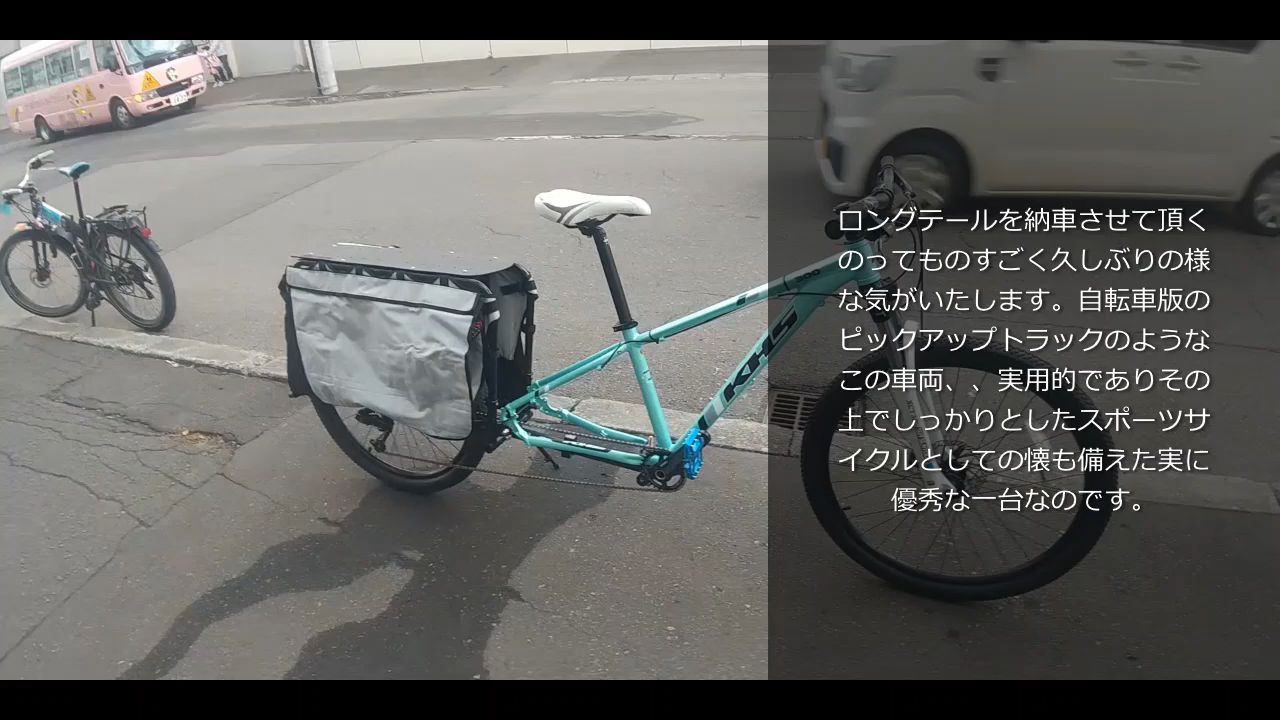 ロングテールを納車させて頂く
のってものすごく久しぶりの様
な気がいたします。自転車版の
ピックアップトラックのような
この車両、、実用的でありその
上でしっかりとしたスポーツサ
イクルとしての懐も備えた実に
優秀な一台なのです。
KHS